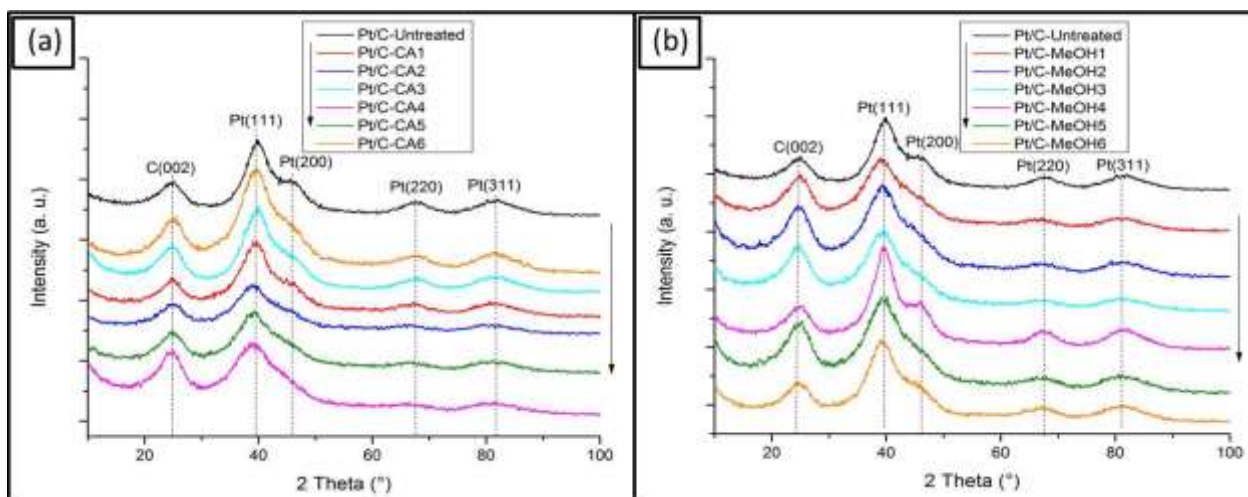 (a)
Pt/C-Untreated
Pt/C-CA1
Pt/C-CA2
Pt/C-CA3
Pt/C-CA4
Pt/C-CA5
Pt/C-CA6
C(002)
Pt(111)
Pt(200)
Pt(220)
Pt(311)
Intensity (a. u.)
20 40 60 80 100
2 Theta (°)
(b)
Pt/C-Untreated
Pt/C-MeOH1
Pt/C-MeOH2
Pt/C-MeOH3
Pt/C-MeOH4
Pt/C-MeOH5
Pt/C-MeOH6
C(002)
Pt(111)
Pt(200)
Pt(220)
Pt(311)
Intensity (a. u.)
20 40 60 80 100
2 Theta (°)